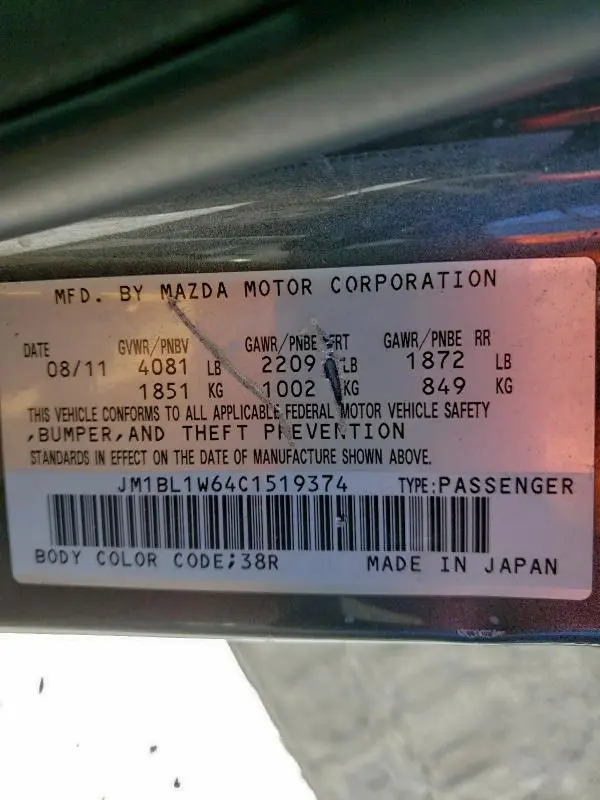 MFD. BY MAZDA MOTOR CORPORATION
DATE GVWR/PNBV GAWR/PNBE FRT GAWR/PNBE RR
08/11 4081 LB 2209 LB 1872 LB
1851 KG 1002 KG 849 KG
THIS VEHICLE CONFORMS TO ALL APPLICABLE FEDERAL MOTOR VEHICLE SAFETY
,BUMPER,AND THEFT PREVENTION
STANDARDS IN EFFECT ON THE DATE OF MANUFACTURE SHOWN ABOVE.
JM1BL1W64C1519374 TYPE:PASSENGER
BODY COLOR CODE;38R MADE IN JAPAN